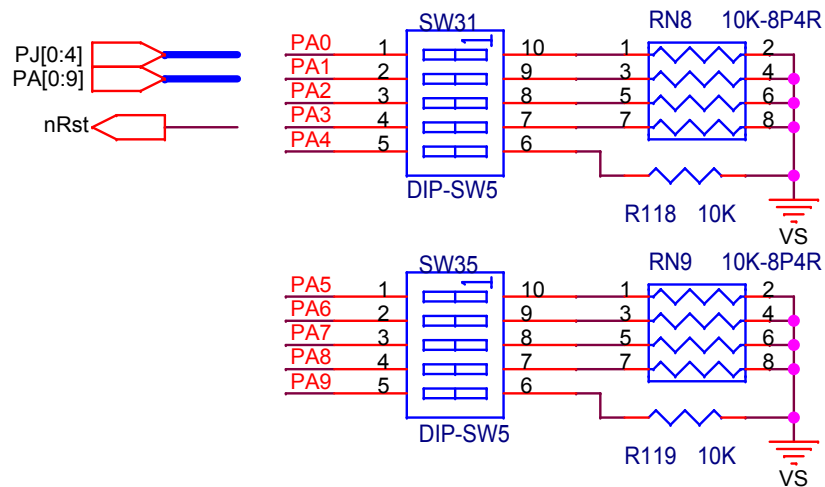 SW31
RN8 10K-8P4R
PJ[0:4]
PA[0:9]
nRst
PA0 1 10 1 2
PA1 2 9 3 4
PA2 3 8 5 6
PA3 4 7 7 8
PA4 5 6
DIP-SW5
R118 10K
VS
SW35
RN9 10K-8P4R
PA5 1 10 1 2
PA6 2 9 3 4
PA7 3 8 5 6
PA8 4 7 7 8
PA9 5 6
DIP-SW5
R119 10K
VS